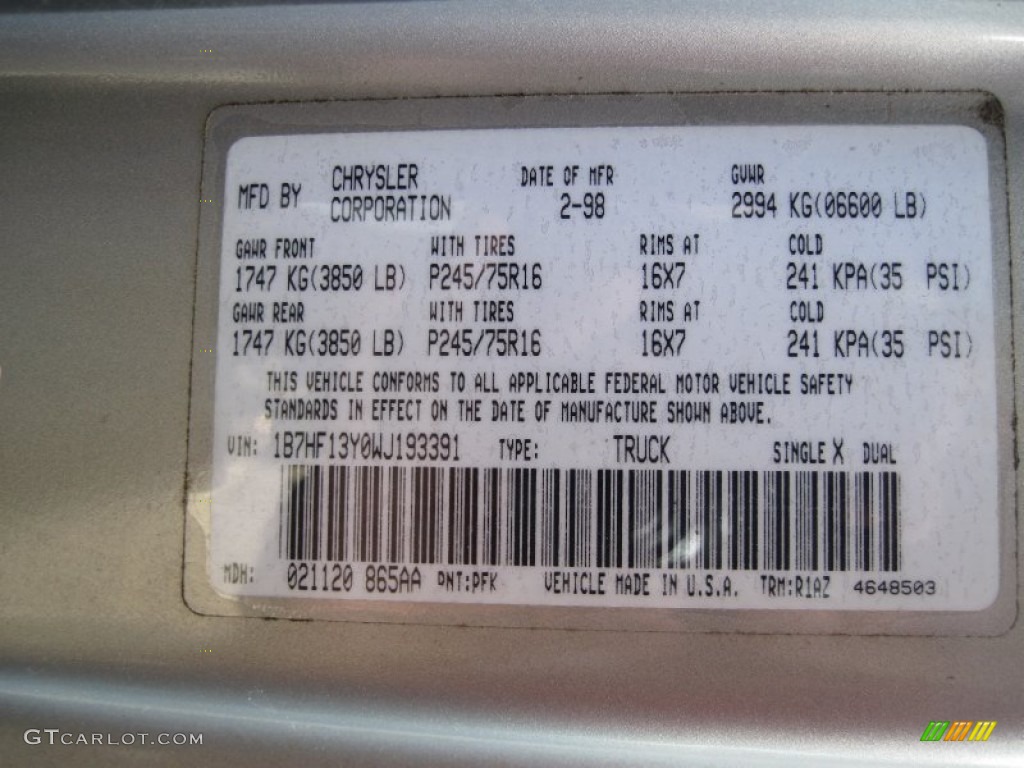 MFD BY CHRYSLER CORPORATION DATE OF MFR 2-98 GVWR 2994 KG(06600 LB)
GAWR FRONT WITH TIRES RIMS AT COLD
1747 KG(3850 LB) P245/75R16 16X7 241 KPA(35 PSI)
GAWR REAR WITH TIRES RIMS AT COLD
1747 KG(3850 LB) P245/75R16 16X7 241 KPA(35 PSI)
THIS VEHICLE CONFORMS TO ALL APPLICABLE FEDERAL MOTOR VEHICLE SAFETY
STANDARDS IN EFFECT ON THE DATE OF MANUFACTURE SHOWN ABOVE.
VIN: 1B7HF13Y0WJ193391 TYPE: TRUCK SINGLE X DUAL
MDH: 021120 865AA PNT:PFK VEHICLE MADE IN U.S.A. TRM:R1AZ 4648503
GTCARLOT.COM